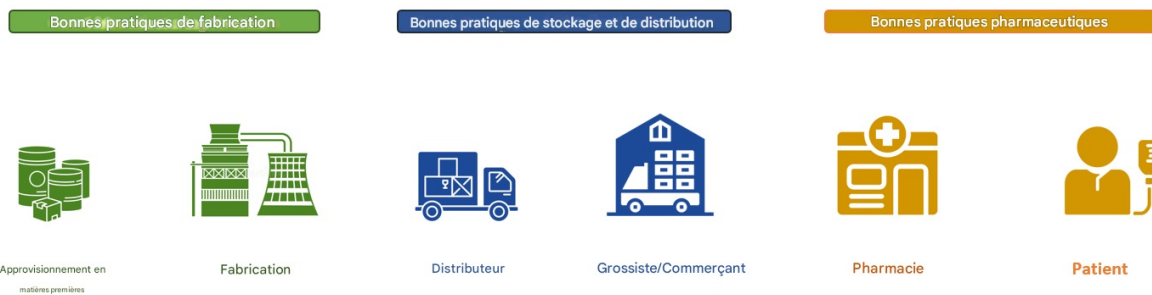 Bonnes pratiques de fabrication
Bonnes pratiques de stockage et de distribution
Bonnes pratiques pharmaceutiques
Approvisionnement en
matières premières
Fabrication
Distributeur
Grossiste/Commerçant
Pharmacie
Patient